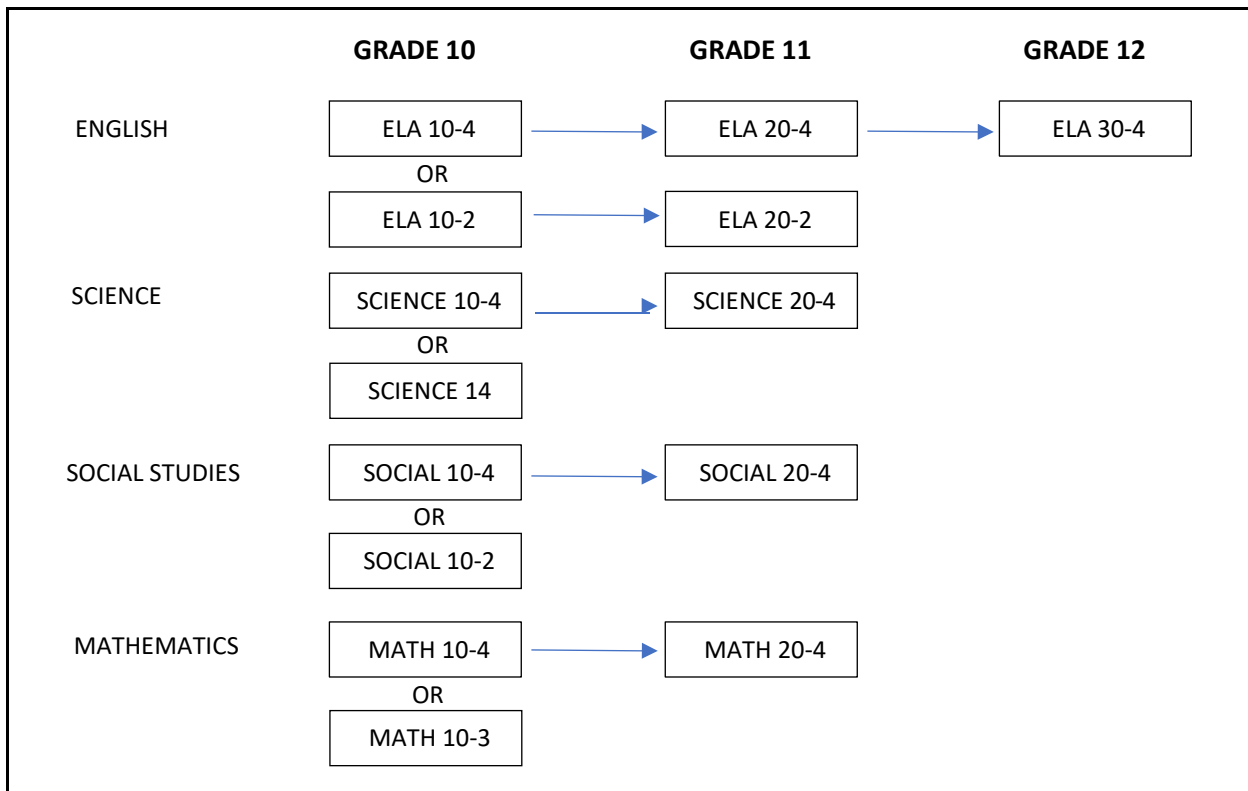 GRADE 10 GRADE 11 GRADE 12
ENGLISH ELA 10-4 ELA 20-4 ELA 30-4
OR
ELA 10-2 ELA 20-2
SCIENCE SCIENCE 10-4 SCIENCE 20-4
OR
SCIENCE 14
SOCIAL STUDIES SOCIAL 10-4 SOCIAL 20-4
OR
SOCIAL 10-2
MATHEMATICS MATH 10-4 MATH 20-4
OR
MATH 10-3